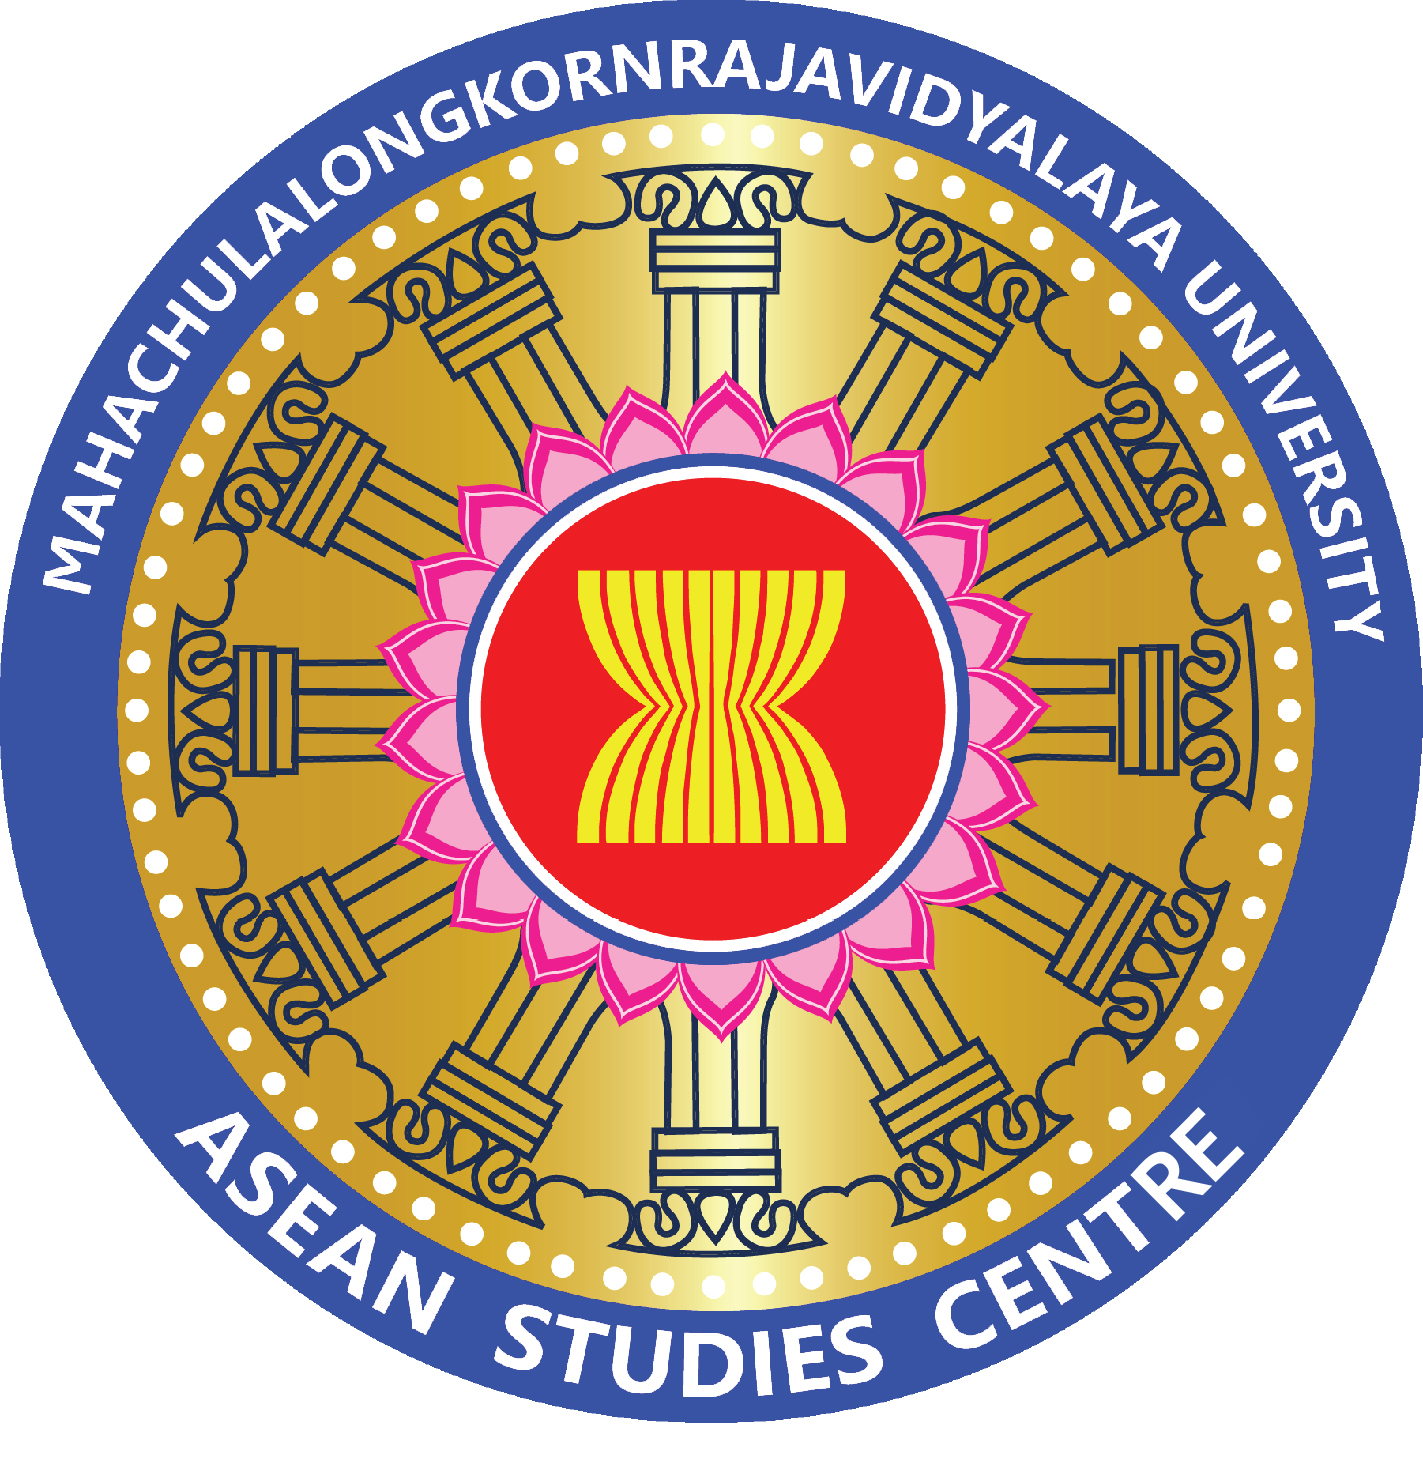 MAHACHULALONGKORNRAJAVIDYALAYA UNIVERSITY
ASEAN STUDIES CENTRE